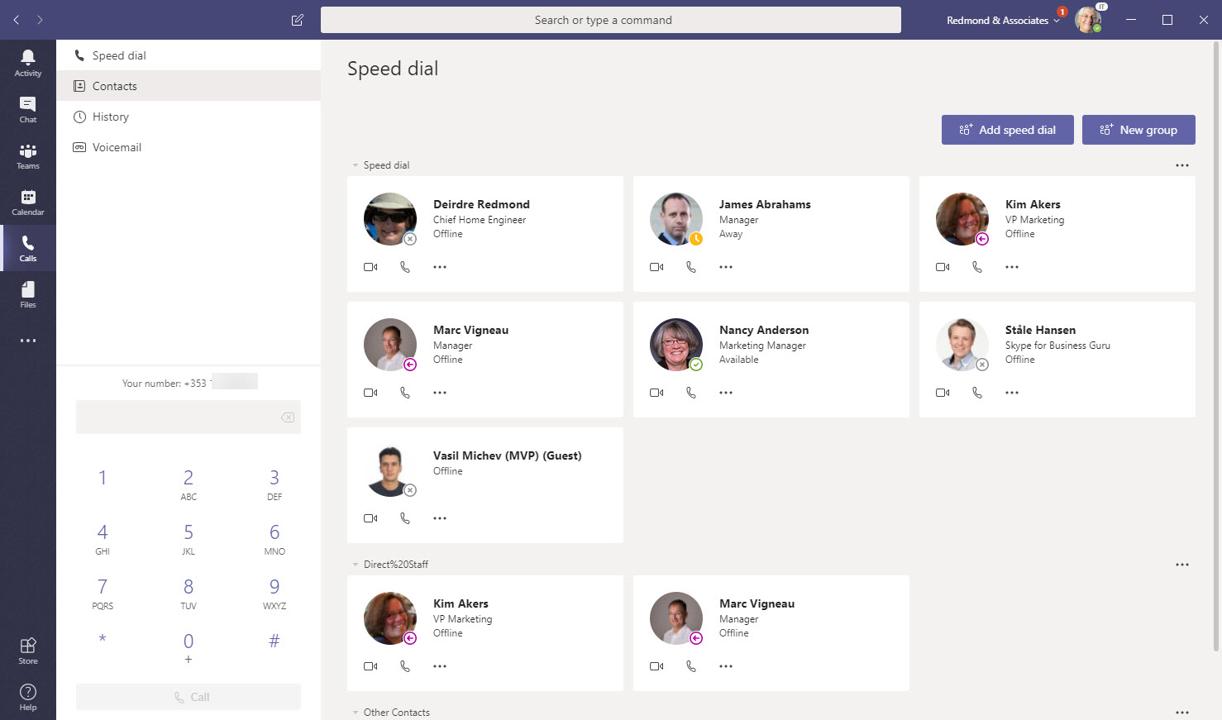 Search or type a command
Redmond & Associates
1
IT
Activity
Chat
Teams
Calendar
Calls
Files
Store
Help
Speed dial
Contacts
History
Voicemail
Your number: +353
1
2
ABC
3
DEF
4
GHI
5
JKL
6
MNO
7
PQRS
8
TUV
9
WXYZ
*
0
+
#
Call
Speed dial
Add speed dial
New group
Speed dial
Deirdre Redmond
Chief Home Engineer
Offline
James Abrahams
Manager
Away
Kim Akers
VP Marketing
Offline
Marc Vigneau
Manager
Offline
Nancy Anderson
Marketing Manager
Available
Ståle Hansen
Skype for Business Guru
Offline
Vasil Michev (MVP) (Guest)
Offline
Direct%20Staff
Kim Akers
VP Marketing
Offline
Marc Vigneau
Manager
Offline
Other Contacts